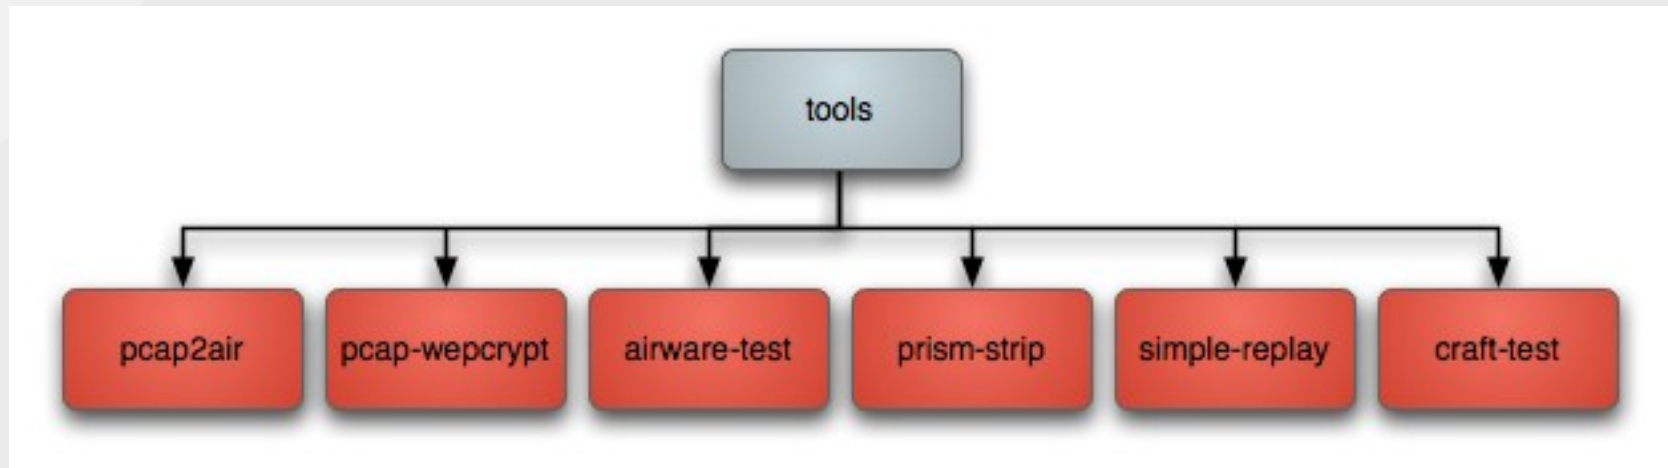 tools
pcap2air
pcap-wepcrypt
airware-test
prism-strip
simple-replay
craft-test